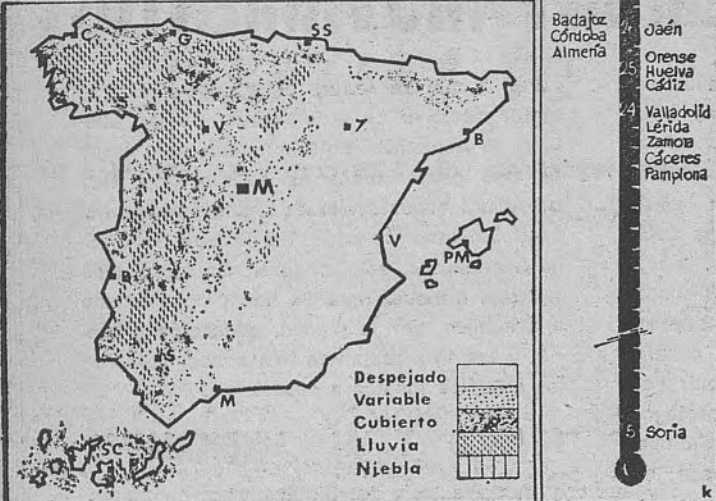 C
G
SS
S
V
Z
B
M
V
PM
B
S
M
SC
Despejado
Variable
Cubierto
Lluvia
Niebla
Badajoz
Córdoba
Almería
26 Jaén
25
Orense
Huelva
Cádiz
24
Valladolid
Lérida
Zamora
Cáceres
Pamplona
5 Soria
k